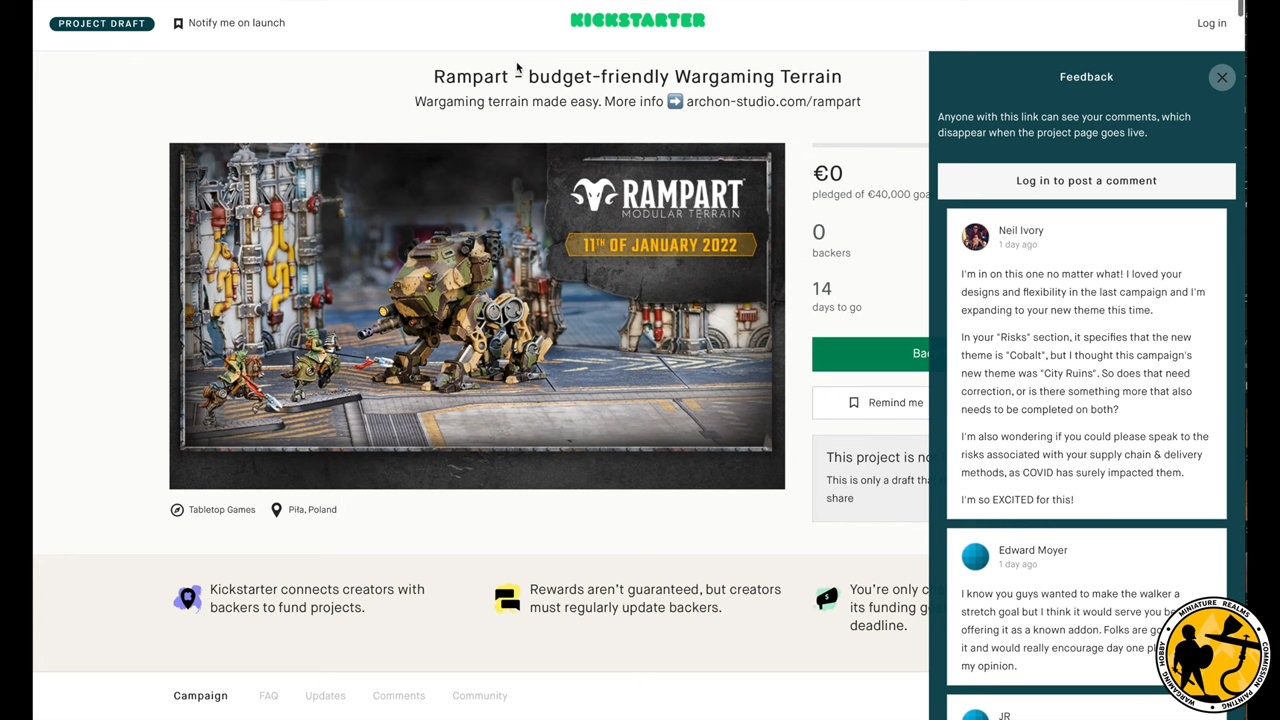 PROJECT DRAFT
Notify me on launch
KICKSTARTER
Log in
Rampart - budget-friendly Wargaming Terrain
Wargaming terrain made easy. More info ➡️ archon-studio.com/rampart
RAMPART
MODULAR TERRAIN
11TH OF JANUARY 2022
€0
pledged of €40,000 goa
0
backers
14
days to go
Bac
Remind me
This project is no
This is only a draft tha
share
Tabletop Games
Piła, Poland
Kickstarter connects creators with
backers to fund projects.
Rewards aren't guaranteed, but creators
must regularly update backers.
You're only c
its funding go
deadline.
Campaign
FAQ
Updates
Comments
Community
Feedback
Anyone with this link can see your comments, which
disappear when the project page goes live.
Log in to post a comment
Neil Ivory
1 day ago
I'm in on this one no matter what! I loved your
designs and flexibility in the last campaign and I'm
expanding to your new theme this time.
In your "Risks" section, it specifies that the new
theme is "Cobalt", but I thought this campaign's
new theme was "City Ruins". So does that need
correction, or is there something more that also
needs to be completed on both?
I'm also wondering if you could please speak to the
risks associated with your supply chain & delivery
methods, as COVID has surely impacted them.
I'm so EXCITED for this!
Edward Moyer
1 day ago
I know you guys wanted to make the walker a
stretch goal but I think it would serve you be
offering it as a known addon. Folks are go
it and would really encourage day one pl
my opinion.
JR
MINIATURE REALMS
WARGAMING HOBBY
COMMISSION PAINTING